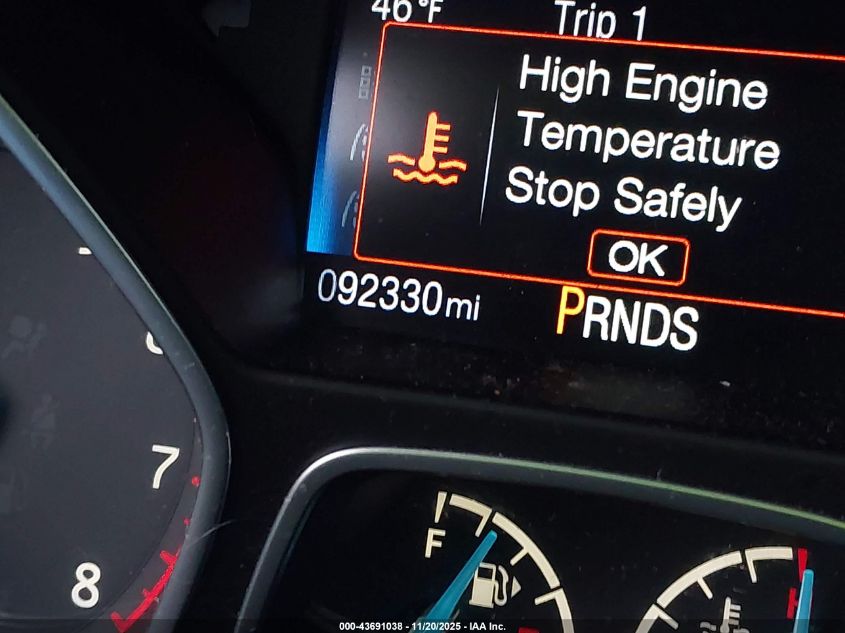 46°F
Trip 1
High Engine
Temperature
Stop Safely
OK
092330mi
PRNDS
7
8
F
H
000-43691038 - 11/20/2025 - IAA Inc.